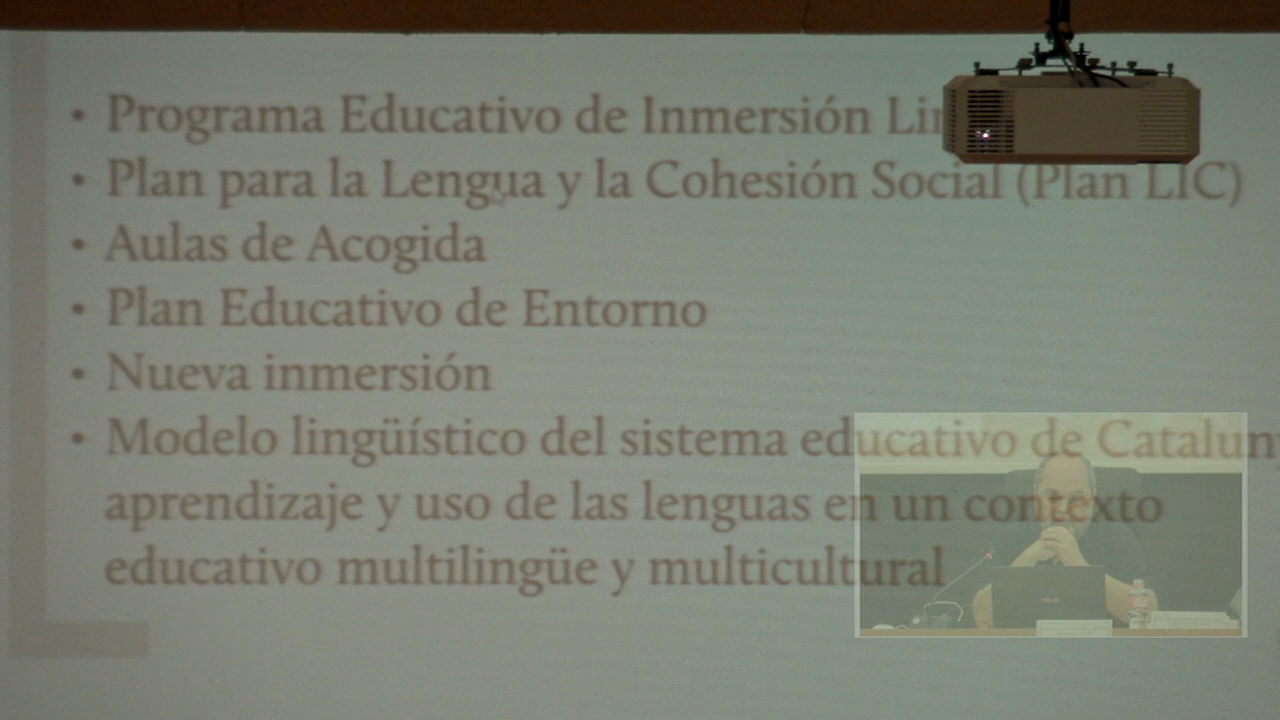 • Programa Educativo de Inmersión
• Plan para la Lengua y la Cohesión Social (Plan LIC)
• Aulas de Acogida
• Plan Educativo de Entorno
• Nueva inmersión
• Modelo lingüístico del sistema educativo de
aprendizaje y uso de las lenguas en un contexto
educativo multilingüe y multicultural